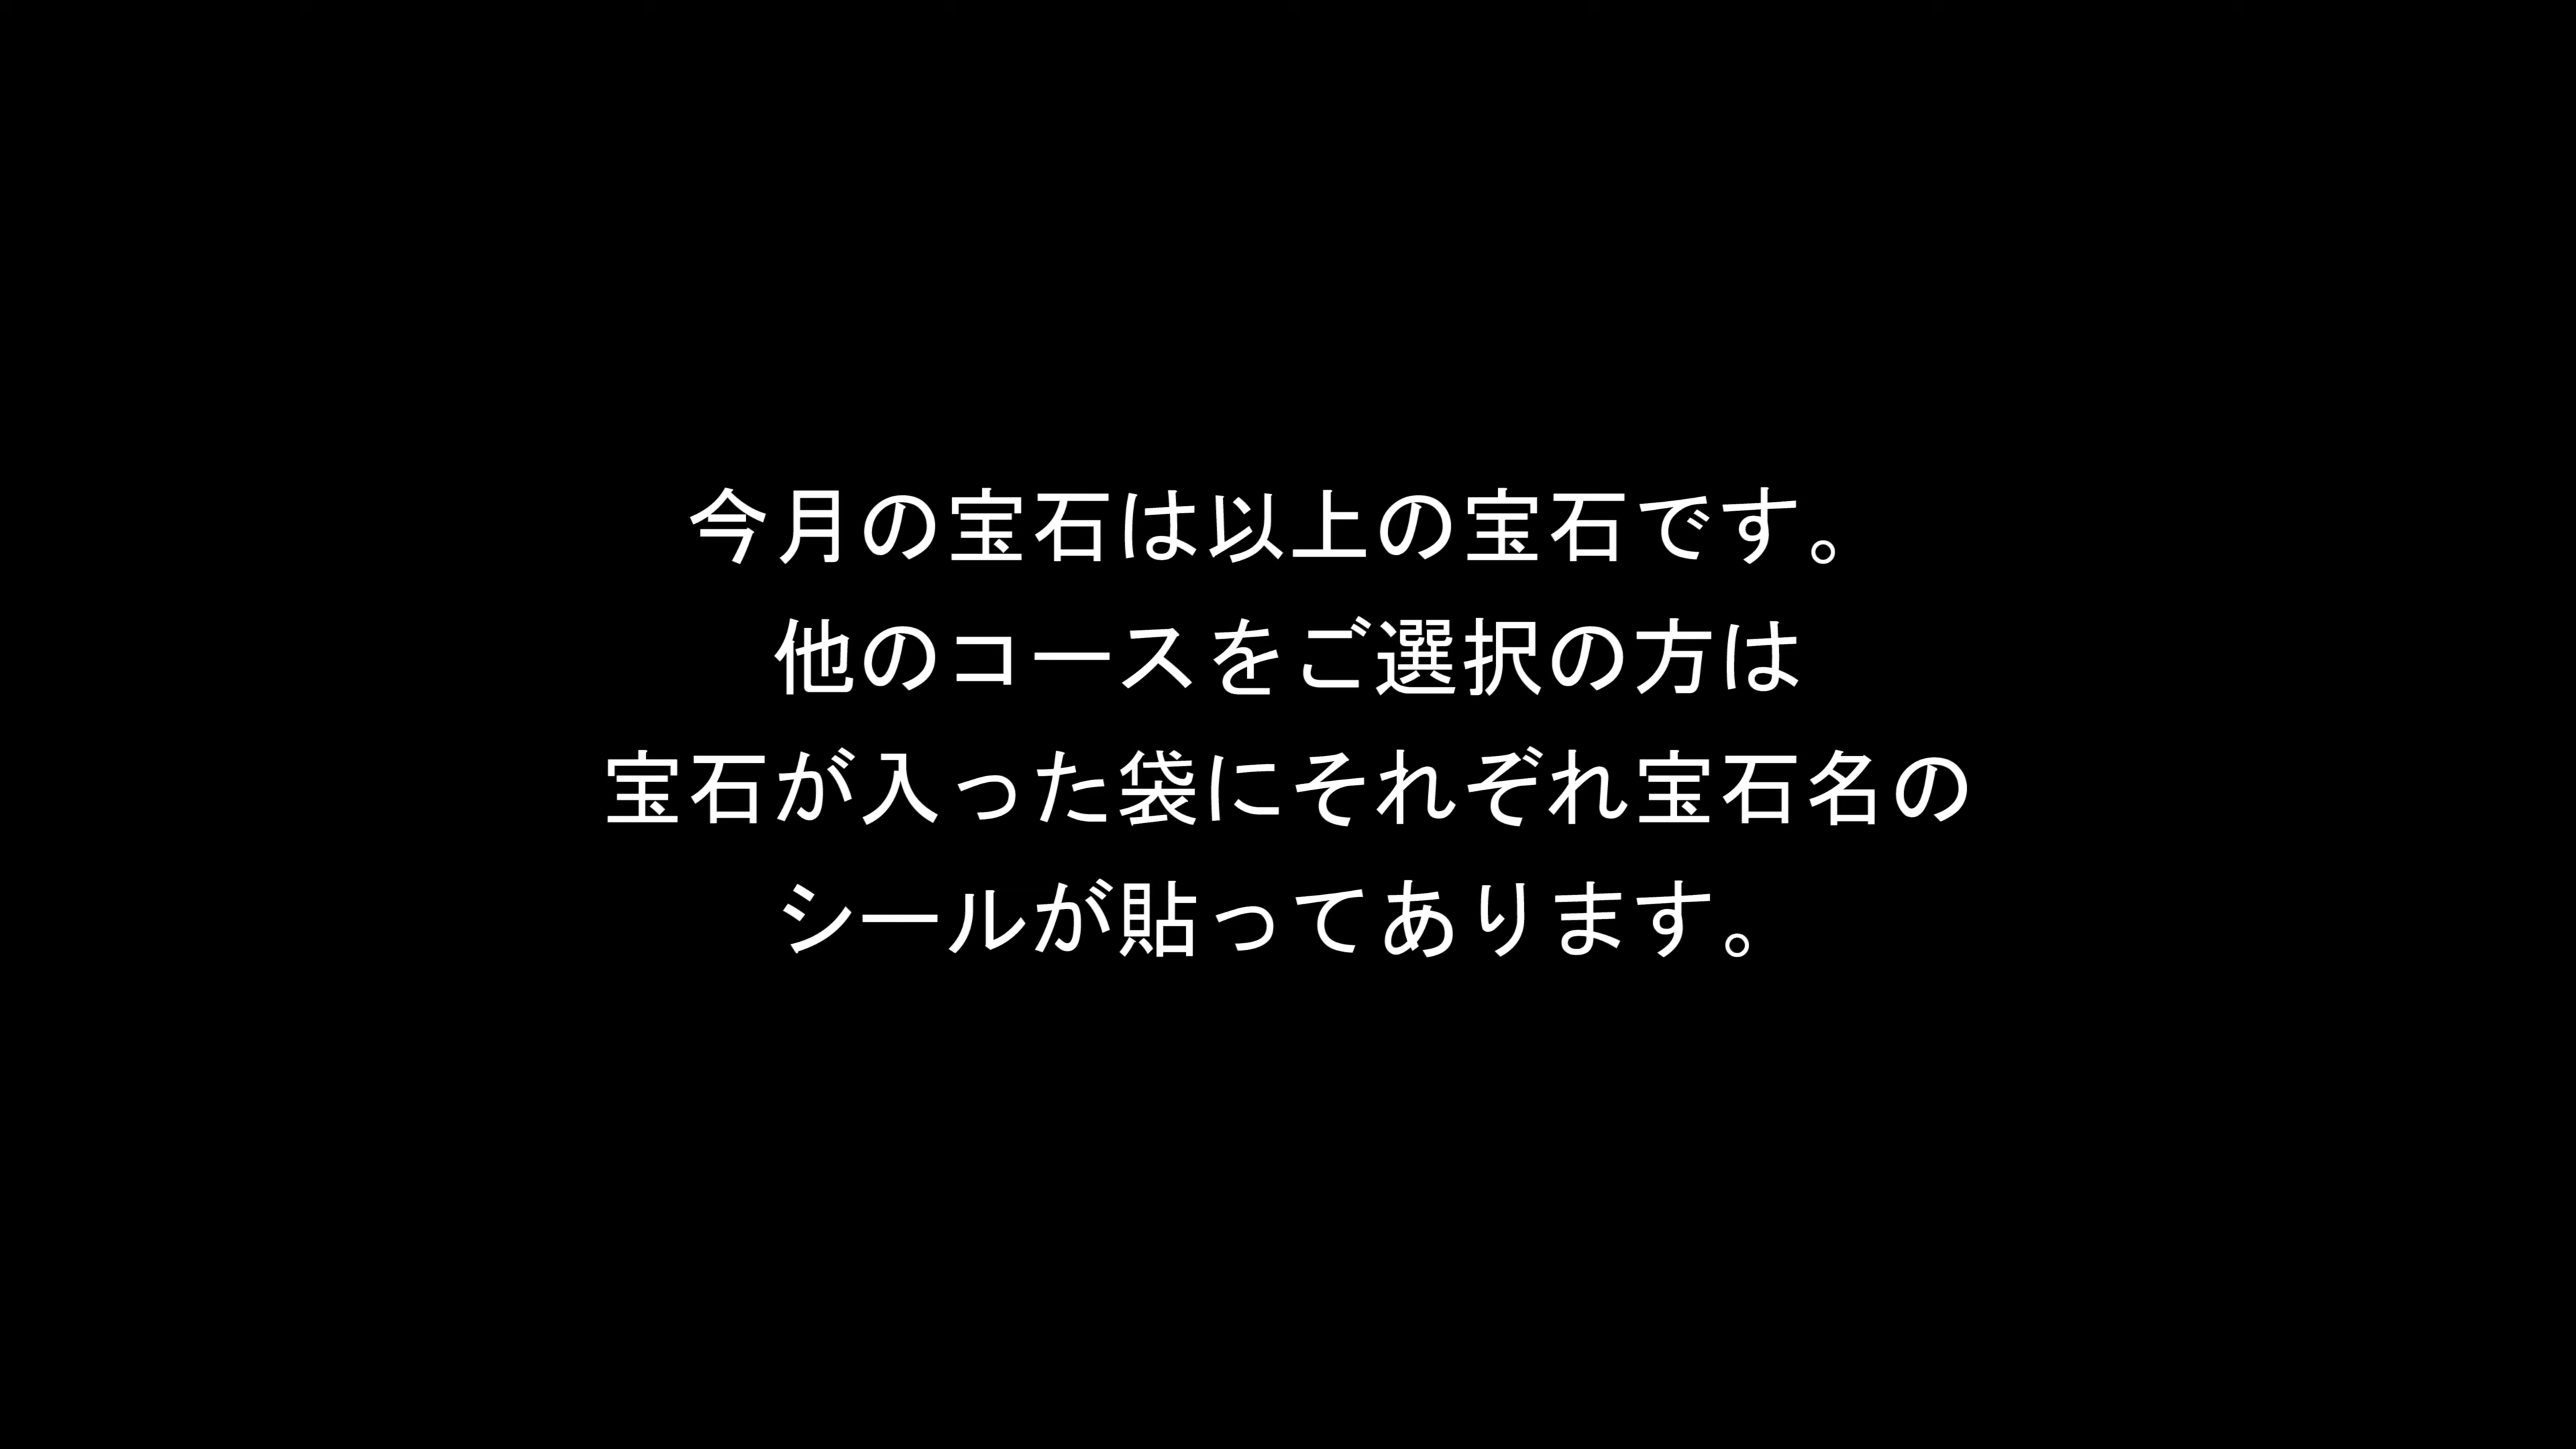 今月の宝石は以上の宝石です。
他のコースをご選択の方は
宝石が入った袋にそれぞれ宝石名の
シールが貼ってあります。